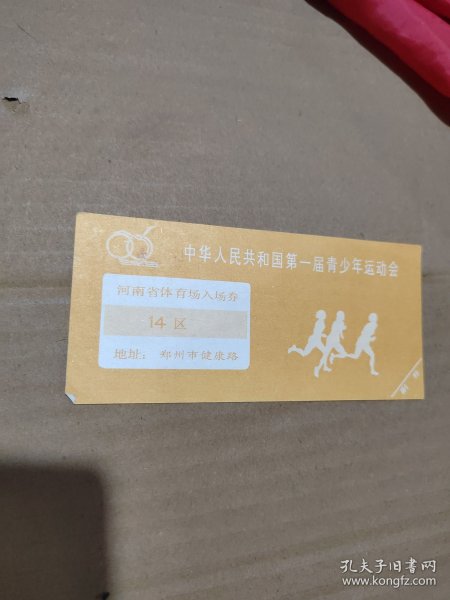 中华人民共和国第一届青少年运动会
河南省体育场入场券
14 区
地址： 郑州市健康路
孔夫子旧书网
www.kongfz.com